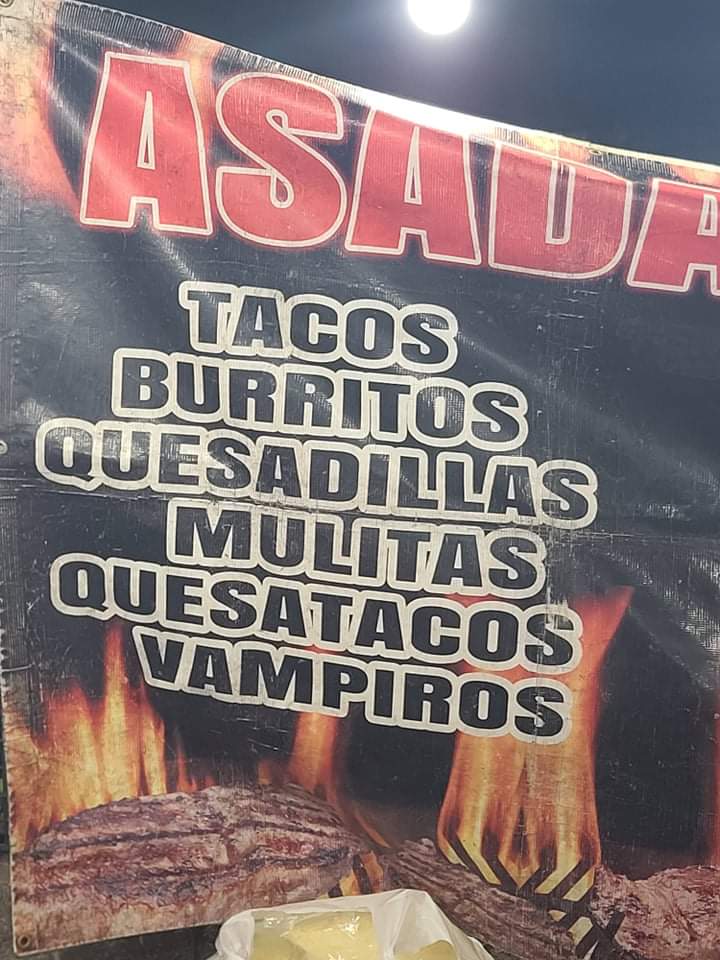 ASADA
TACOS
BURRITOS
QUESADILLAS
MULITAS
QUESATACOS
VAMPIROS